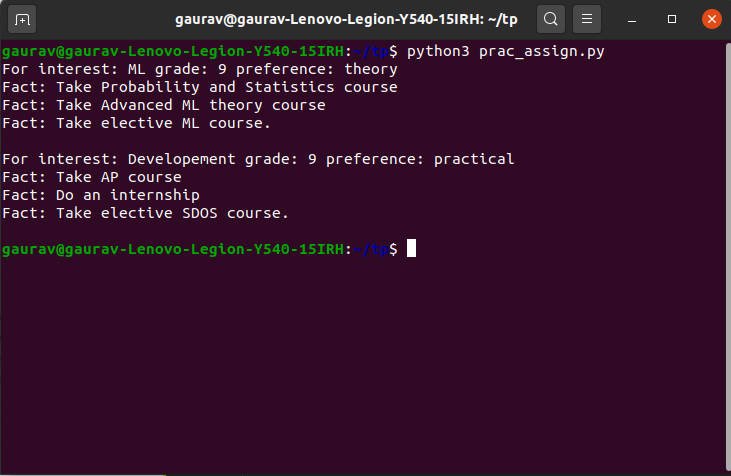 gaurav@gaurav-Lenovo-Legion-Y540-15IRH: ~/tp
gaurav@gaurav-Lenovo-Legion-Y540-15IRH:~/tp$ python3 prac_assign.py
For interest: ML grade: 9 preference: theory
Fact: Take Probability and Statistics course
Fact: Take Advanced ML theory course
Fact: Take elective ML course.

For interest: Developement grade: 9 preference: practical
Fact: Take AP course
Fact: Do an internship
Fact: Take elective SDOS course.

gaurav@gaurav-Lenovo-Legion-Y540-15IRH:~/tp$